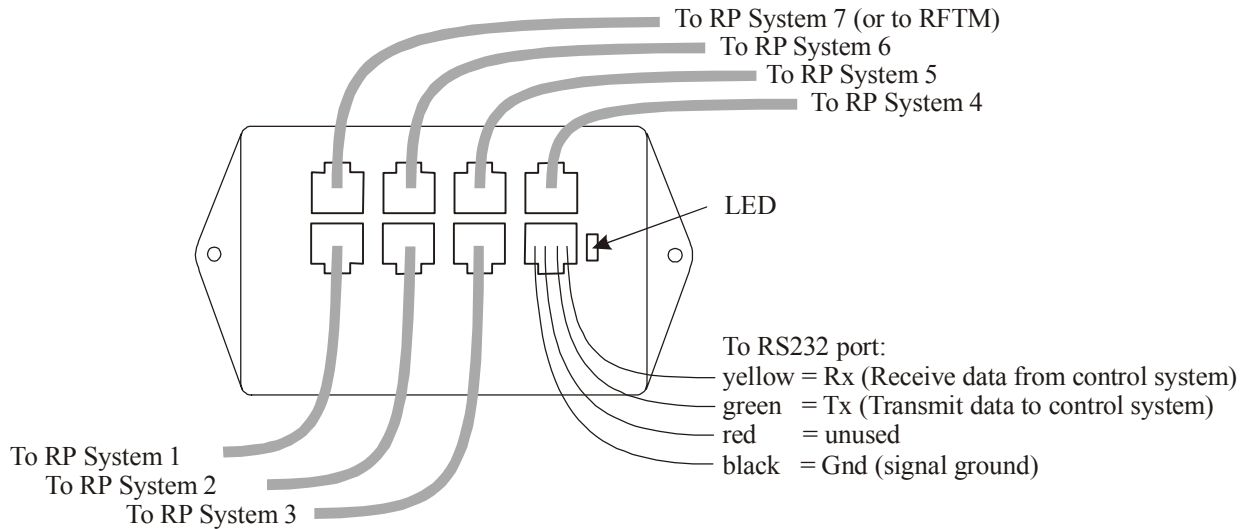 To RP System 7 (or to RFTM)
To RP System 6
To RP System 5
To RP System 4
LED
To RS232 port:
yellow = Rx (Receive data from control system)
green = Tx (Transmit data to control system)
red = unused
black = Gnd (signal ground)
To RP System 1
To RP System 2
To RP System 3